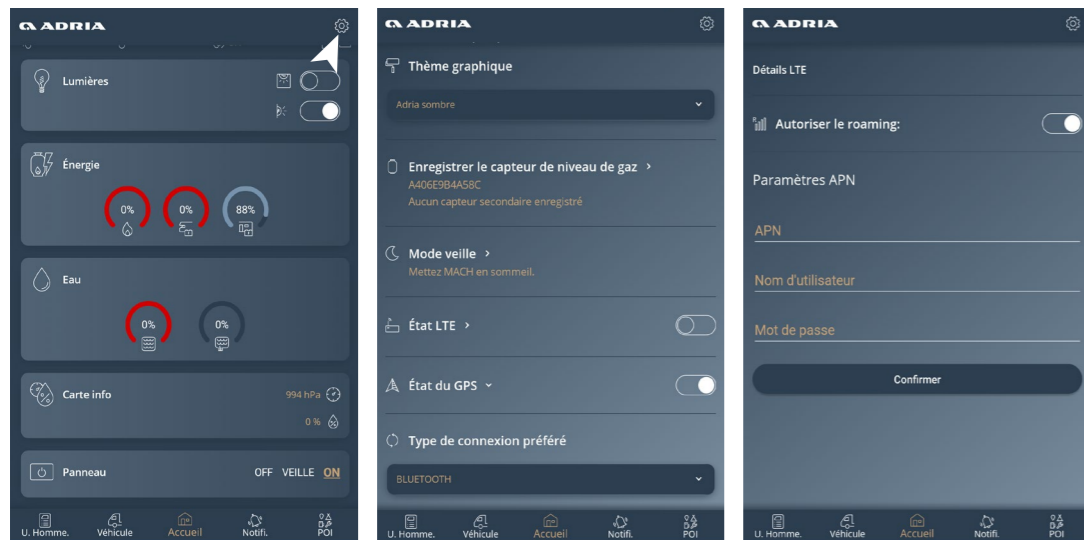 ADRIA
Lumières
Énergie
0%
0%
88%
Eau
0%
0%
Carte info
994 hPa
0 %
Panneau
OFF VEILLE ON
U. Homme. Véhicule Accueil Notifi. POI
ADRIA
Thème graphique
Adria sombre
Enregistrer le capteur de niveau de gaz >
A406E9B4A58C
Aucun capteur secondaire enregistré
Mode veille >
Mettez MACH en sommeil.
État LTE >
État du GPS
Type de connexion préféré
BLUETOOTH
U. Homme. Véhicule Accueil Notifi. POI
ADRIA
Détails LTE
Autoriser le roaming:
Paramètres APN
APN
Nom d'utilisateur
Mot de passe
Confirmer
U. Homme. Véhicule Accueil Notifi. POI